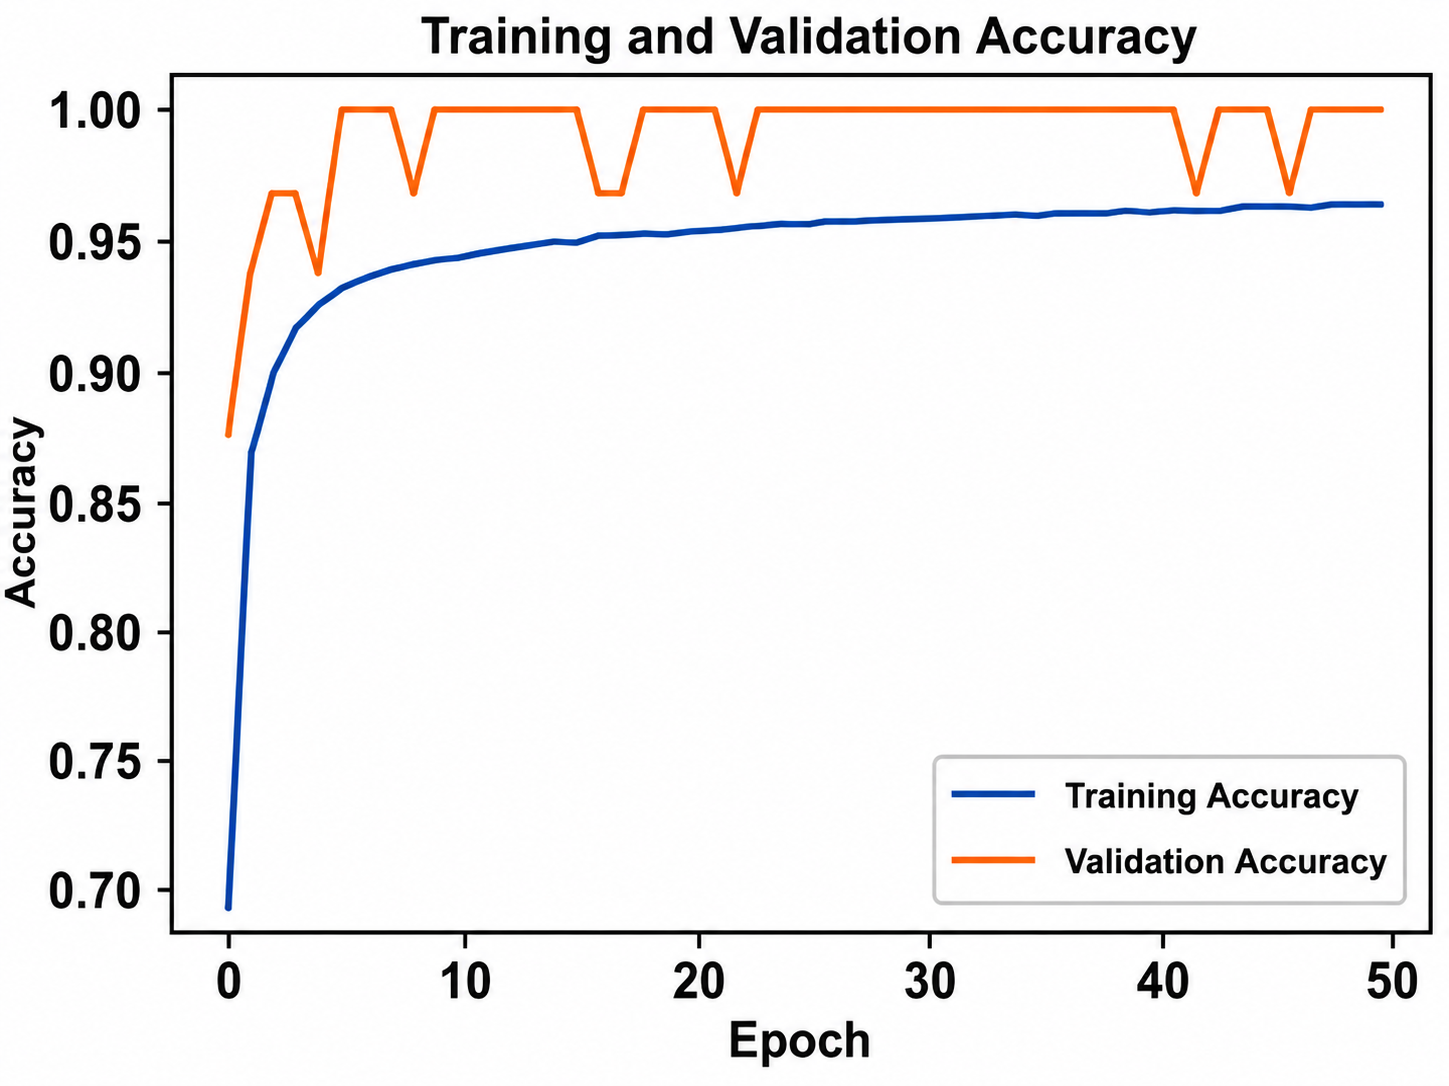 Training and Validation Accuracy
1.00
0.95
0.90
0.85
0.80
0.75
0.70
Accuracy
Training Accuracy
Validation Accuracy
0 10 20 30 40 50
Epoch